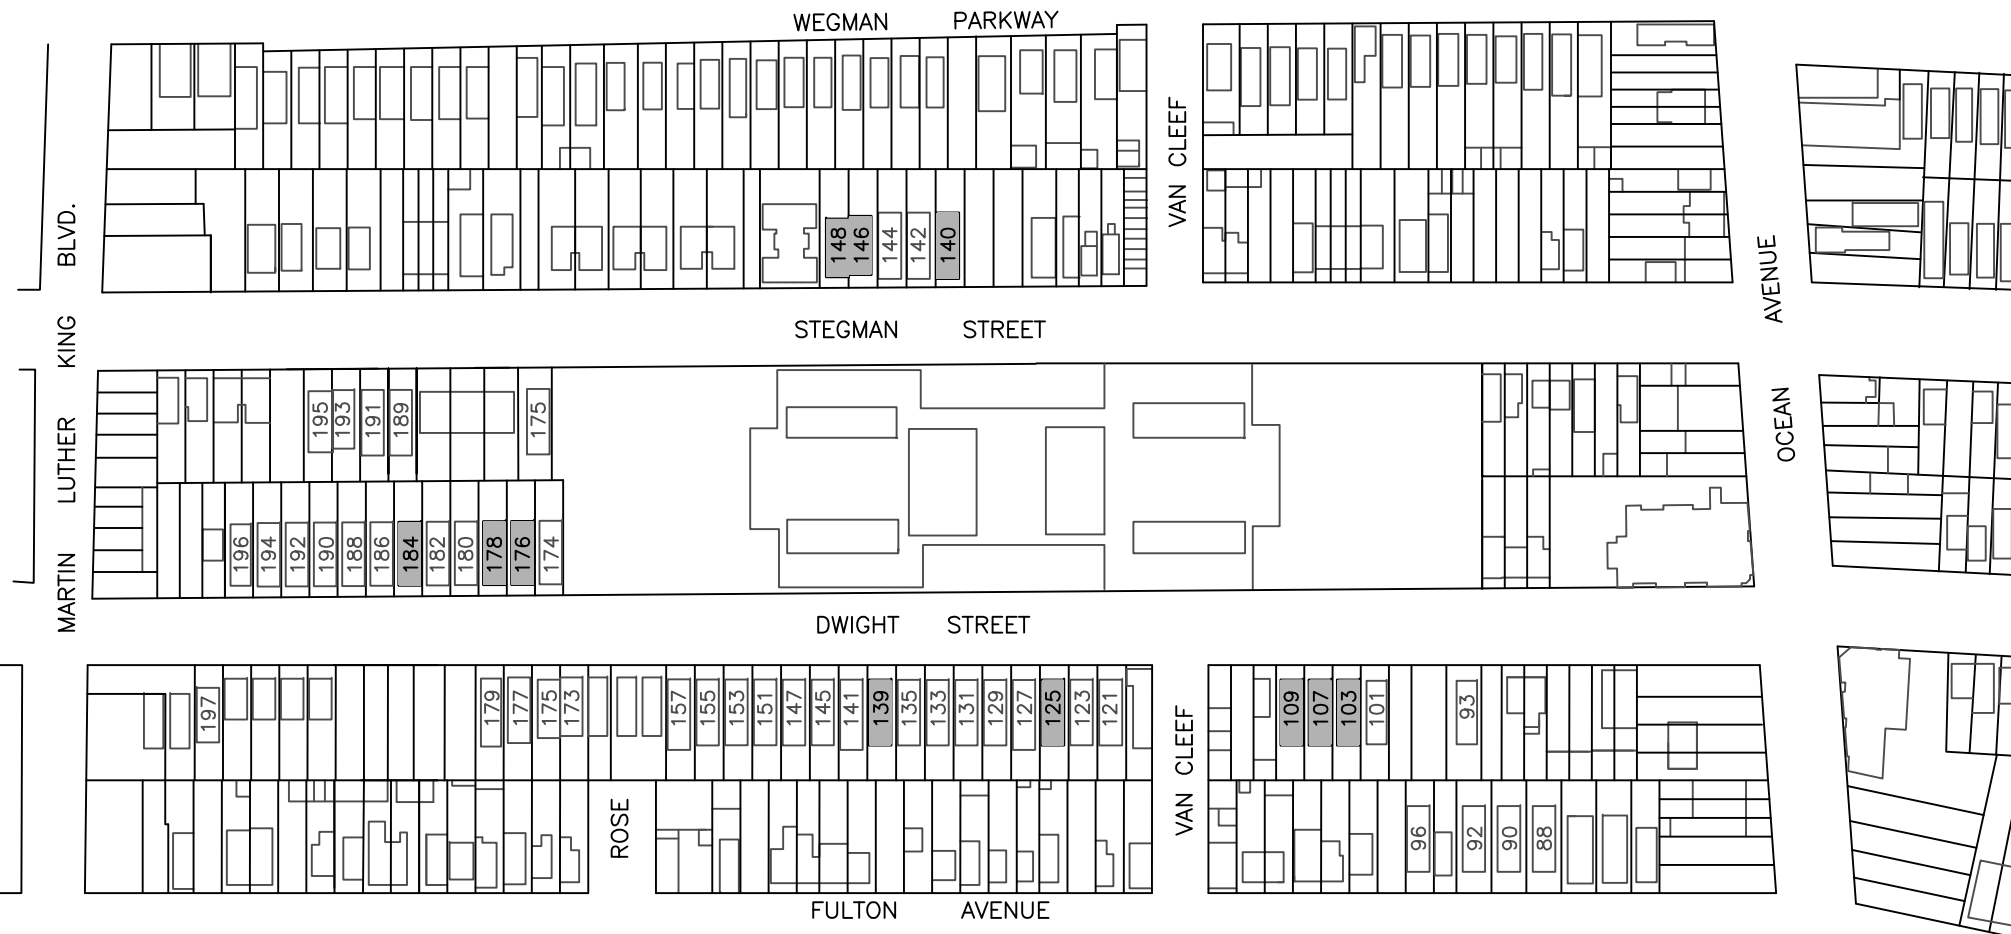 WEGMAN PARKWAY
VAN CLEEF
BLVD.
148 146 144 142 140
AVENUE
KING
STEGMAN STREET
LUTHER
195 193 191 189 175
OCEAN
MARTIN
196 194 192 190 188 186 184 182 180 178 176 174
DWIGHT STREET
197 179 177 175 173 157 155 153 151 147 145 141 139 135 133 131 129 127 125 123 121
109 107 103 101 93
VAN CLEEF
ROSE
96 92 90 88
FULTON AVENUE